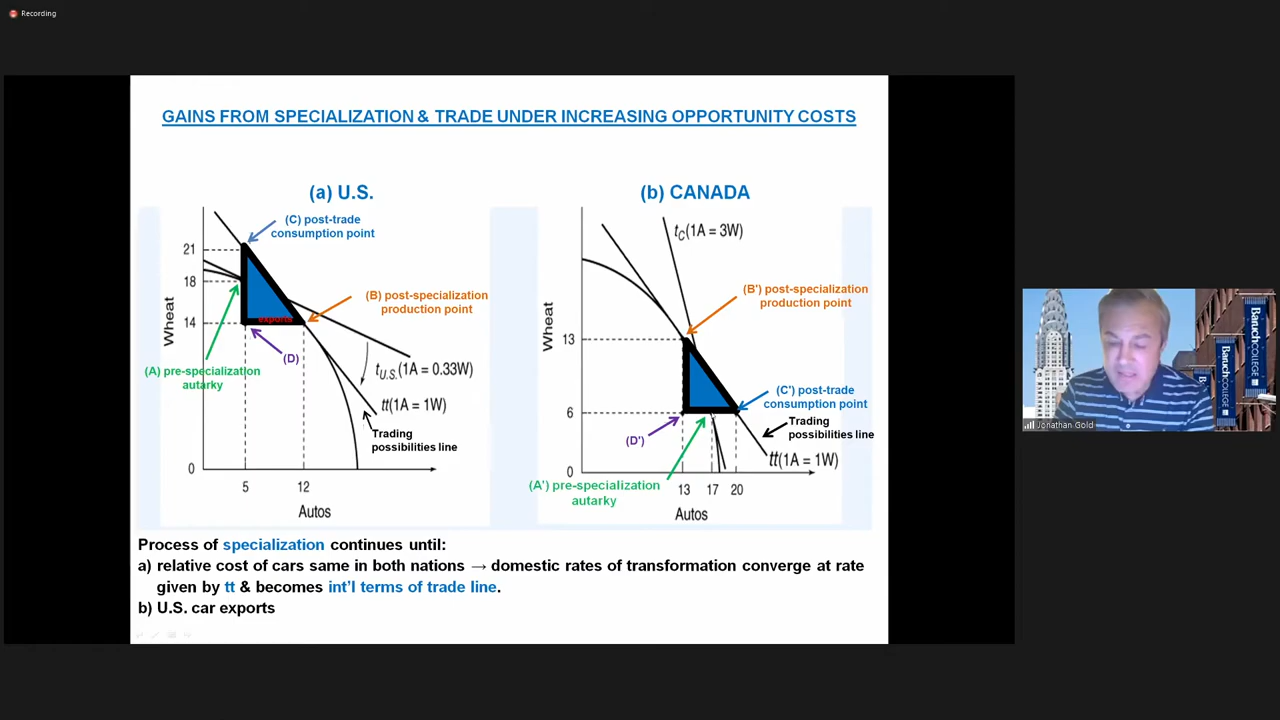 Recording
GAINS FROM SPECIALIZATION & TRADE UNDER INCREASING OPPORTUNITY COSTS
(a) U.S.
(C) post-trade
consumption point
21
18
14
0
Wheat
exports
(B) post-specialization
production point
(D)
(A) pre-specialization
autarky
tU.S.(1A = 0.33W)
tt(1A = 1W)
Trading
possibilities line
5
12
Autos
(b) CANADA
tC(1A = 3W)
(B') post-specialization
production point
Wheat
13
6
0
(C') post-trade
consumption point
(D')
Trading
possibilities line
tt(1A = 1W)
(A') pre-specialization
autarky
13
17
20
Autos
Process of specialization continues until:
a) relative cost of cars same in both nations → domestic rates of transformation converge at rate
given by tt & becomes int'l terms of trade line.
b) U.S. car exports
Baruch COLLEGE
Baruch COLLEGE
Jonathan Gold